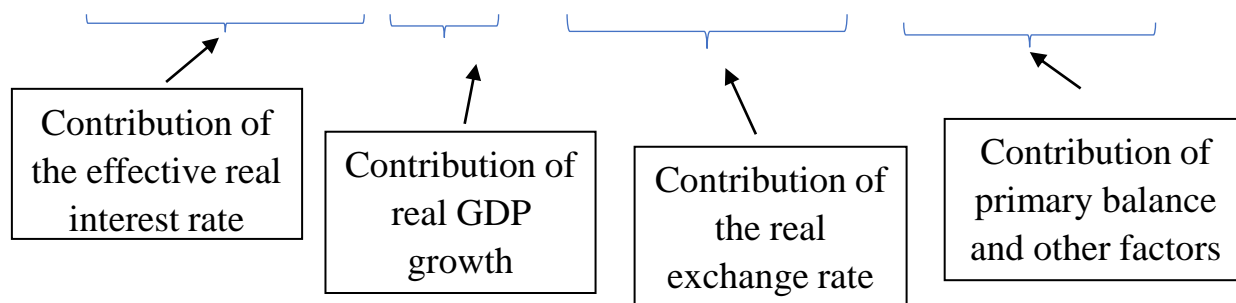 Contribution of
the effective real
interest rate
Contribution of
real GDP
growth
Contribution of
the real
exchange rate
Contribution of
primary balance
and other factors